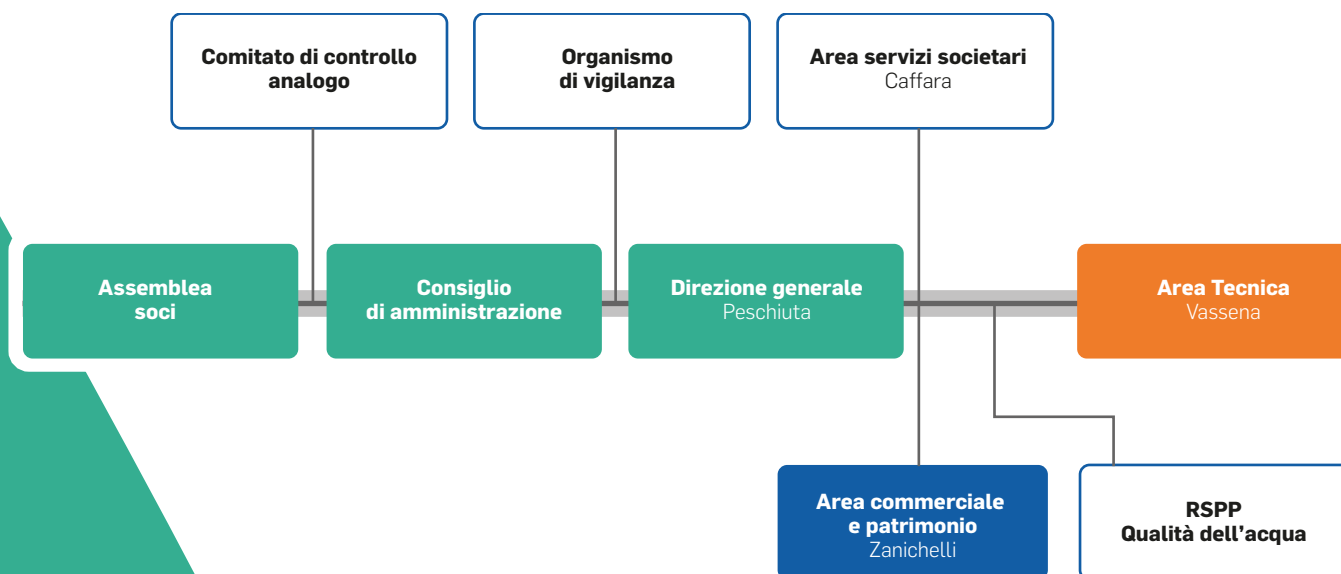 Comitato di controllo
analogo
Organismo
di vigilanza
Area servizi societari
Caffara
Assemblea
soci
Consiglio
di amministrazione
Direzione generale
Peschiuta
Area Tecnica
Vassena
Area commerciale
e patrimonio
Zanichelli
RSPP
Qualità dell’acqua